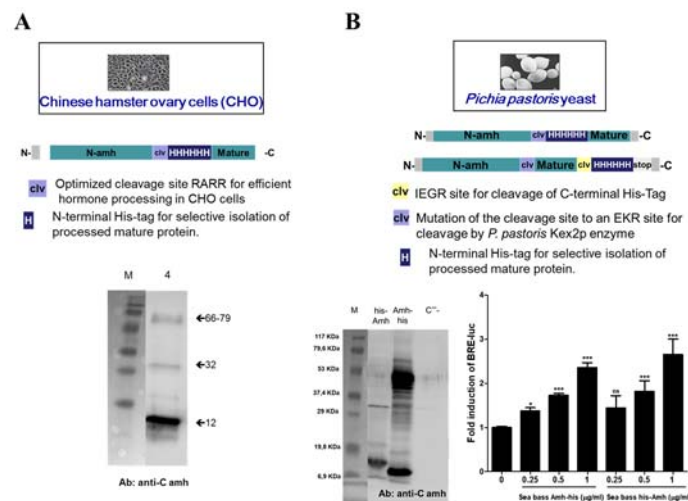 A
Chinese hamster ovary cells (CHO)
N- N-amh clv HHHHHH Mature -C
clv Optimized cleavage site RARR for efficient
hormone processing in CHO cells
H N-terminal His-tag for selective isolation of
processed mature protein.
M 4
66-79
32
12
Ab: anti-C amh
B
Pichia pastoris yeast
N- N-amh clv HHHHHH Mature -C
N- N-amh clv Mature clv HHHHHH stop -C
clv IEGR site for cleavage of C-terminal His-Tag
clv Mutation of the cleavage site to an EKR site for
cleavage by P. pastoris Kex2p enzyme
H N-terminal His-tag for selective isolation of
processed mature protein.
M his-Amh Amh-his C
117 KDa
79,6 KDa
53 KDa
37,4 KDa
29 KDa
19,8 KDa
6,9 KDa
Ab: anti-C amh
Fold induction of BRE-luc
4
3
2
1
0
* *** *** ns *** ***
0 0.25 0.5 1 0.25 0.5 1
Sea bass Amh-his (µg/ml) Sea bass his-Amh (µg/ml)